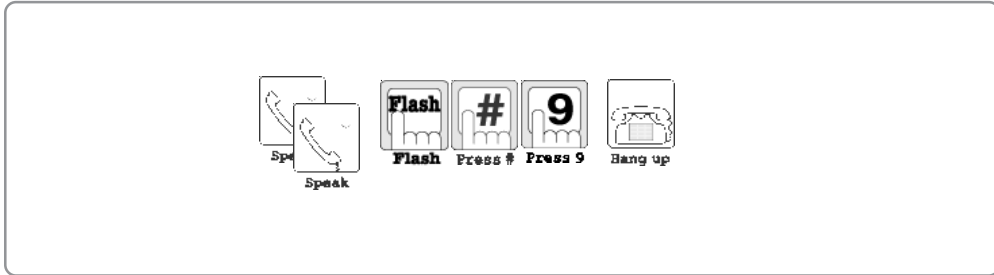 Flash # 9
Spe
Flash Press # Press 9 Hang up
Speak